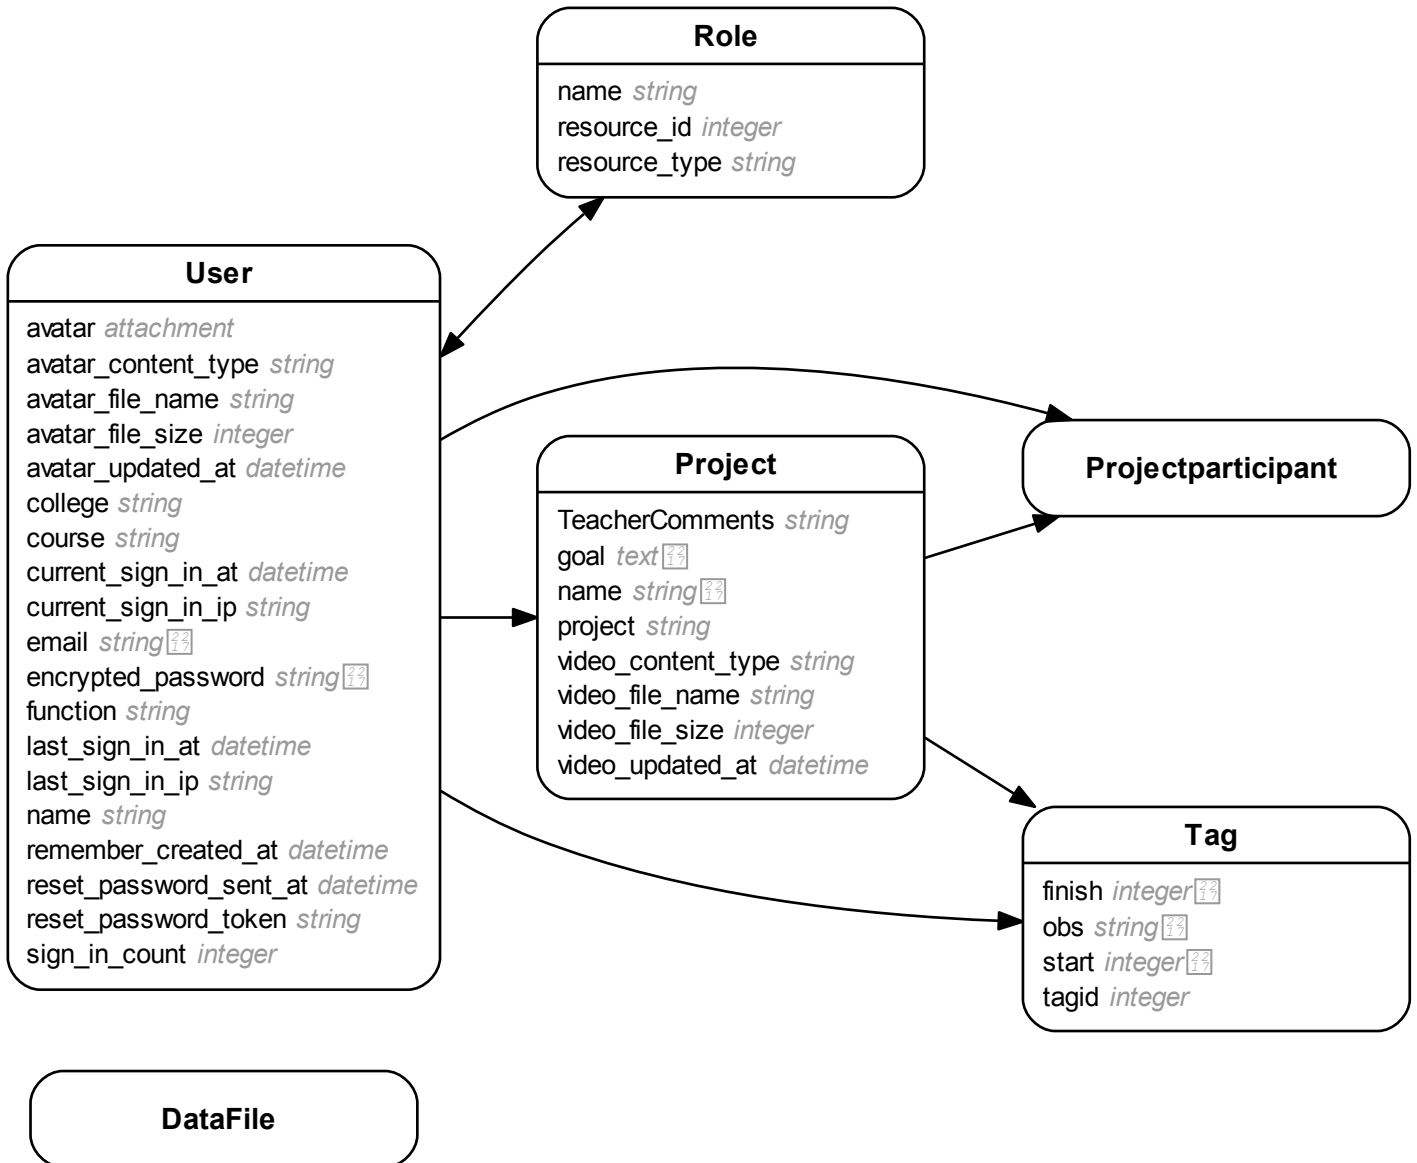 Role
name string
resource_id integer
resource_type string
User
avatar attachment
avatar_content_type string
avatar_file_name string
avatar_file_size integer
avatar_updated_at datetime
college string
course string
current_sign_in_at datetime
current_sign_in_ip string
email string
encrypted_password string
function string
last_sign_in_at datetime
last_sign_in_ip string
name string
remember_created_at datetime
reset_password_sent_at datetime
reset_password_token string
sign_in_count integer
Project
TeacherComments string
goal text
name string
project string
video_content_type string
video_file_name string
video_file_size integer
video_updated_at datetime
Projectparticipant
Tag
finish integer
obs string
start integer
tagid integer
DataFile